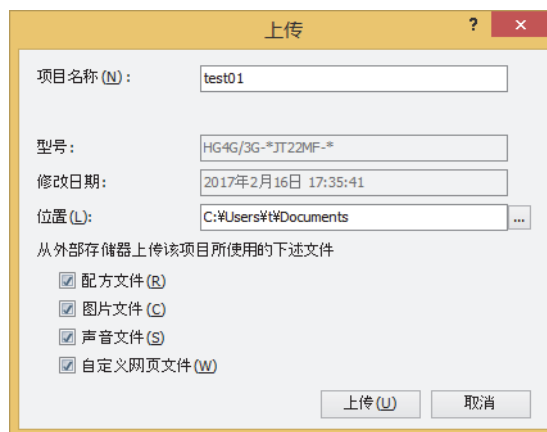 上传
?
×
项目名称(N)：
test01
型号：
HG4G/3G-*JT22MF-*
修改日期：
2017年2月16日 17:35:41
位置(L):
C:¥Users¥t¥Documents
...
从外部存储器上传该项目所使用的下述文件
配方文件(R)
图片文件(C)
声音文件(S)
自定义网页文件(W)
上传(U)
取消